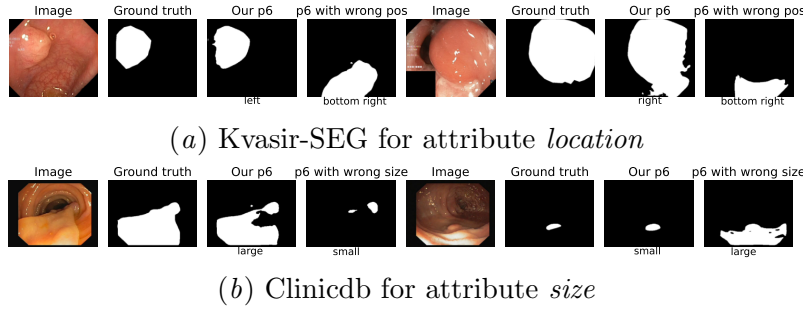 Image Ground truth Our p6 p6 with wrong pos Image Ground truth Our p6 p6 with wrong pos
left bottom right right bottom right
(a) Kvasir-SEG for attribute location
Image Ground truth Our p6 p6 with wrong size Image Ground truth Our p6 p6 with wrong size
large small small large
(b) Clinicdb for attribute size